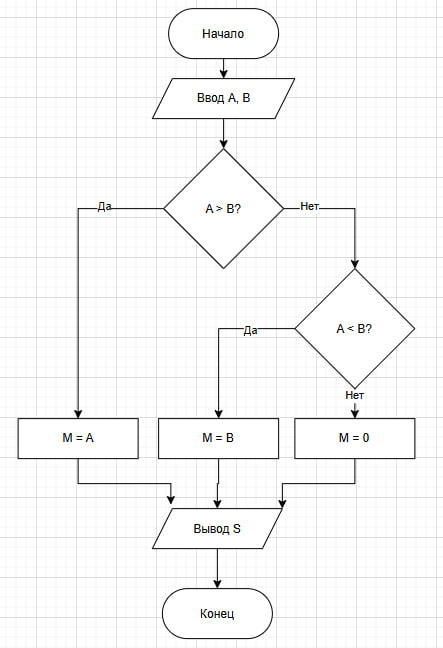 Начало
Ввод A, B
A > B?
Да
Нет
A < B?
Да
Нет
M = A
M = B
M = 0
Вывод S
Конец